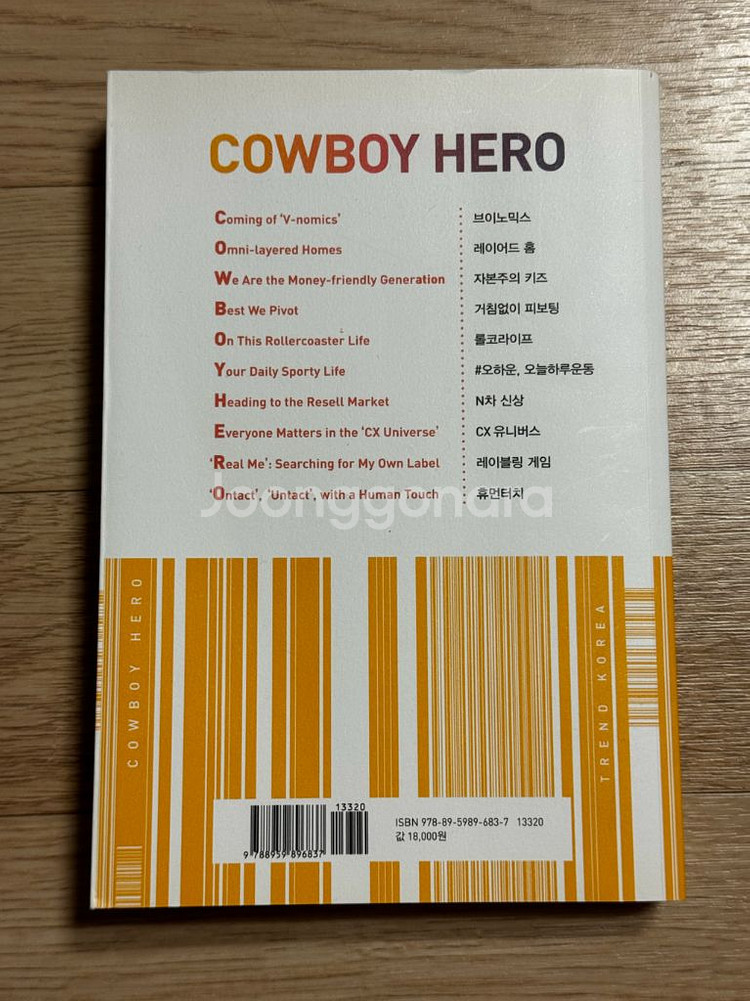 COWBOY HERO
Coming of ‘V-nomics’ 브이노믹스
Omni-layered Homes 레이어드 홈
We Are the Money-friendly Generation 자본주의 키즈
Best We Pivot 거침없이 피보팅
On This Rollercoaster Life 롤코라이프
Your Daily Sporty Life #오하운, 오늘하루운동
Heading to the Resell Market N차 신상
Everyone Matters in the ‘CX Universe’ CX 유니버스
‘Real Me’: Searching for My Own Label 레이블링 게임
‘Ontact’, ‘Untact’, with a Human Touch 휴먼터치
Joonggonara
COWBOY HERO
TREND KOREA
13320
9 788959 896837
ISBN 978-89-5989-683-7 13320
값 18,000원